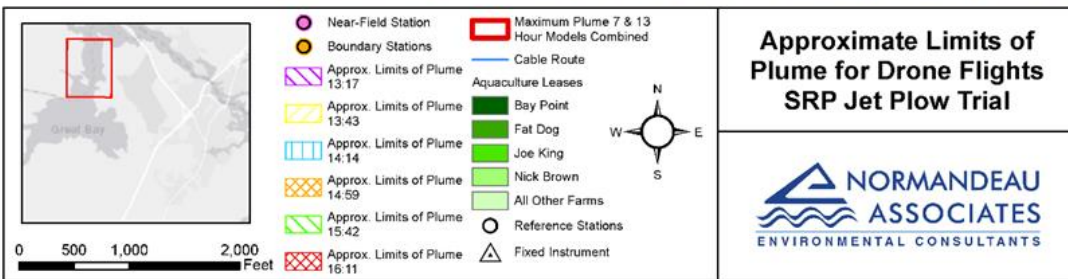 Great Bay
0 500 1,000 2,000
Feet
Near-Field Station
Boundary Stations
Approx. Limits of Plume
13:17
Approx. Limits of Plume
13:43
Approx. Limits of Plume
14:14
Approx. Limits of Plume
14:59
Approx. Limits of Plume
15:42
Approx. Limits of Plume
16:11
Maximum Plume 7 & 13
Hour Models Combined
Cable Route
Aquaculture Leases
Bay Point
Fat Dog
Joe King
Nick Brown
All Other Farms
Reference Stations
Fixed Instrument
N
W E
S
Approximate Limits of
Plume for Drone Flights
SRP Jet Plow Trial
NORMANDEAU
ASSOCIATES
ENVIRONMENTAL CONSULTANTS